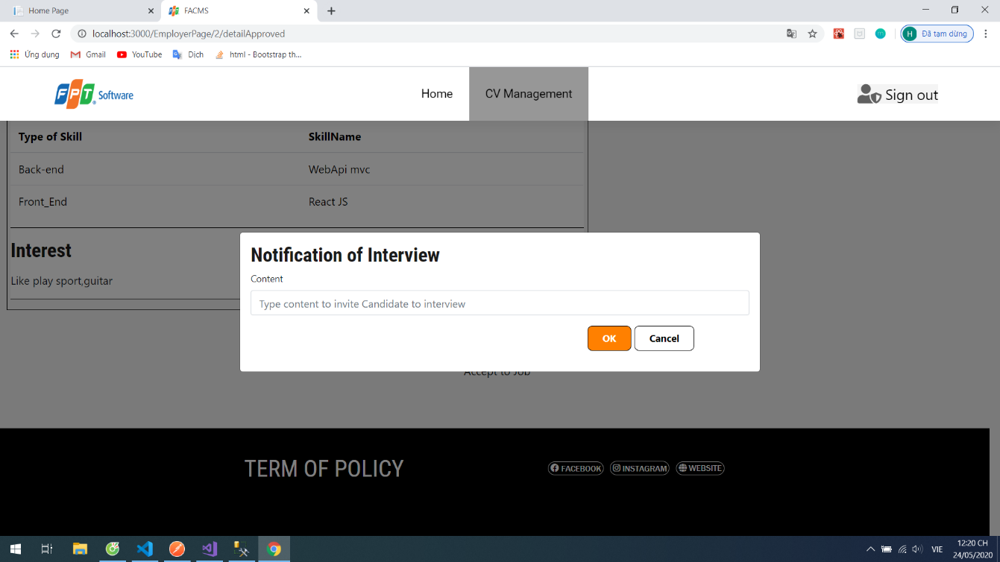 Home Page
FACMS
localhost:3000/EmployerPage/2/detailApproved
H Đã tạm dừng
Ứng dụng Gmail YouTube Dịch html - Bootstrap th...
FPT Software
Home
CV Management
Sign out
Type of Skill SkillName
Back-end WebApi mvc
Front_End React JS
Interest
Like play sport,guitar
Notification of Interview
Content
Type content to invite Candidate to interview
OK
Cancel
Accept to Job
TERM OF POLICY
FACEBOOK INSTAGRAM WEBSITE
VIE
12:20 CH
24/05/2020